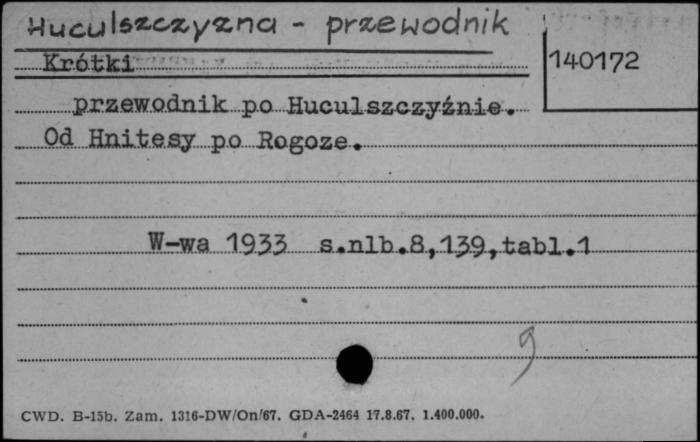 Huculszczyzna - przewodnik
Krótki
140172
przewodnik po Huculszczyźnie.
Od Hnitesy po Rogoze.
W-wa 1933 s.nlb.8,139,tabl.1
9
CWD. B-15b. Zam. 1316-DW/On/67. GDA-2464 17.8.67. 1.400.000.